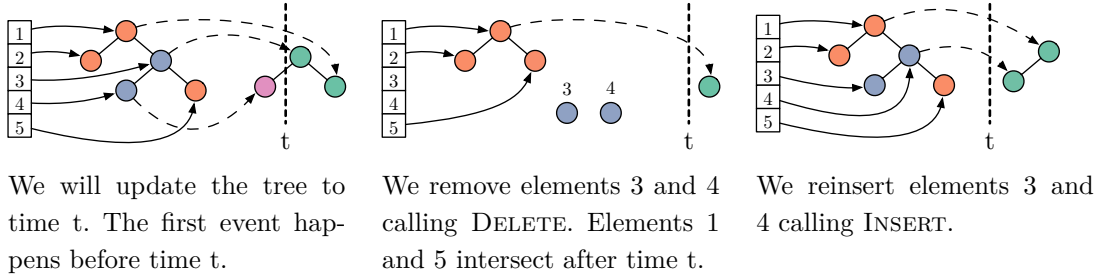 1
2
3
4
5
t
We will update the tree to
time t. The first event hap-
pens before time t.
1
2
3
4
5
3 4
t
We remove elements 3 and 4
calling DELETE. Elements 1
and 5 intersect after time t.
1
2
3
4
5
t
We reinsert elements 3 and
4 calling INSERT.